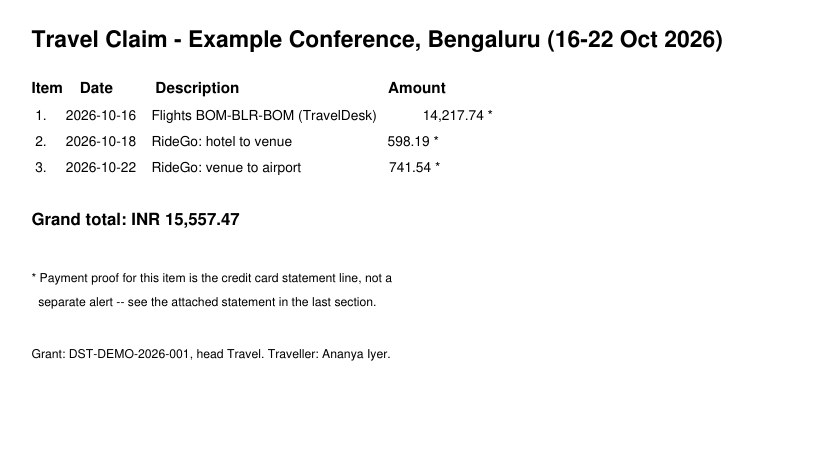 Travel Claim - Example Conference, Bengaluru (16-22 Oct 2026)
Item Date Description Amount
1. 2026-10-16 Flights BOM-BLR-BOM (TravelDesk) 14,217.74 *
2. 2026-10-18 RideGo: hotel to venue 598.19 *
3. 2026-10-22 RideGo: venue to airport 741.54 *
Grand total: INR 15,557.47
* Payment proof for this item is the credit card statement line, not a
separate alert -- see the attached statement in the last section.
Grant: DST-DEMO-2026-001, head Travel. Traveller: Ananya Iyer.